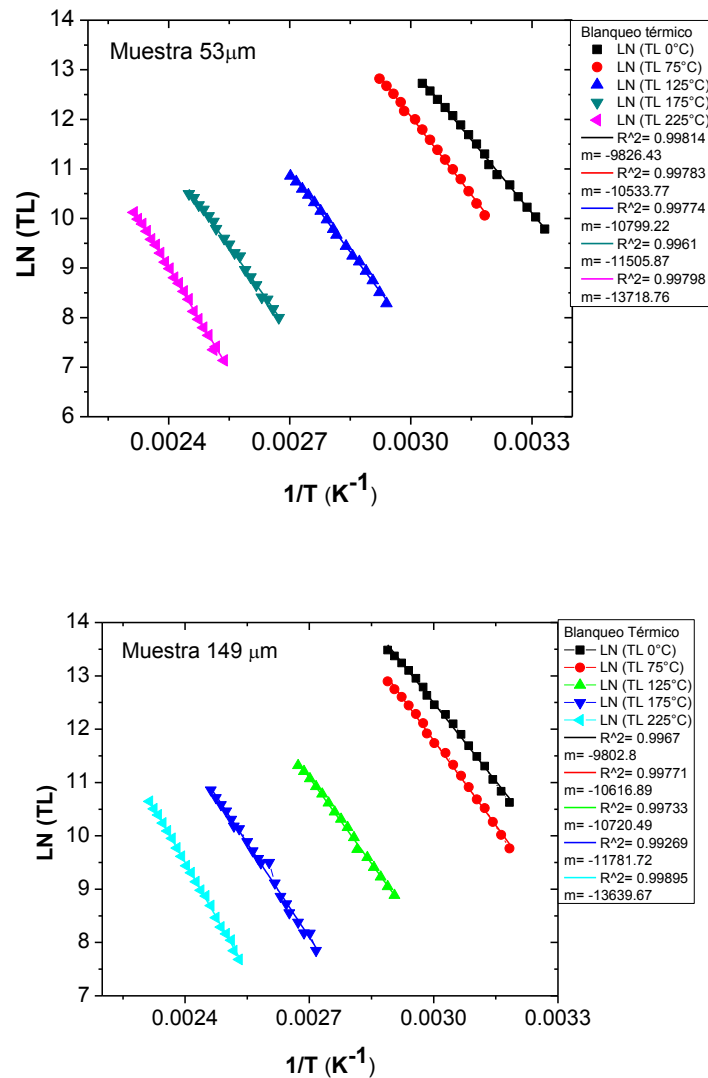 Muestra 53μm
LN (TL)
13
12
11
10
9
8
7
6
0.0024
0.0027
0.0030
0.0033
1/T (K-1)
Blanqueo térmico
LN (TL 0°C)
LN (TL 75°C)
LN (TL 125°C)
LN (TL 175°C)
LN (TL 225°C)
R^2= 0.99814
m= -9826.43
R^2= 0.99783
m= -10533.77
R^2= 0.99774
m= -10799.22
R^2= 0.9961
m= -11505.87
R^2= 0.99798
m= -13718.76
Muestra 149 μm
LN (TL)
14
13
12
11
10
9
8
7
0.0024
0.0027
0.0030
0.0033
1/T (K-1)
Blanqueo Térmico
LN (TL 0°C)
LN (TL 75°C)
LN (TL 125°C)
LN (TL 175°C)
LN (TL 225°C)
R^2= 0.9967
m= -9802.8
R^2= 0.99771
m= -10616.89
R^2= 0.99733
m= -10720.49
R^2= 0.99269
m= -11781.72
R^2= 0.99895
m= -13639.67